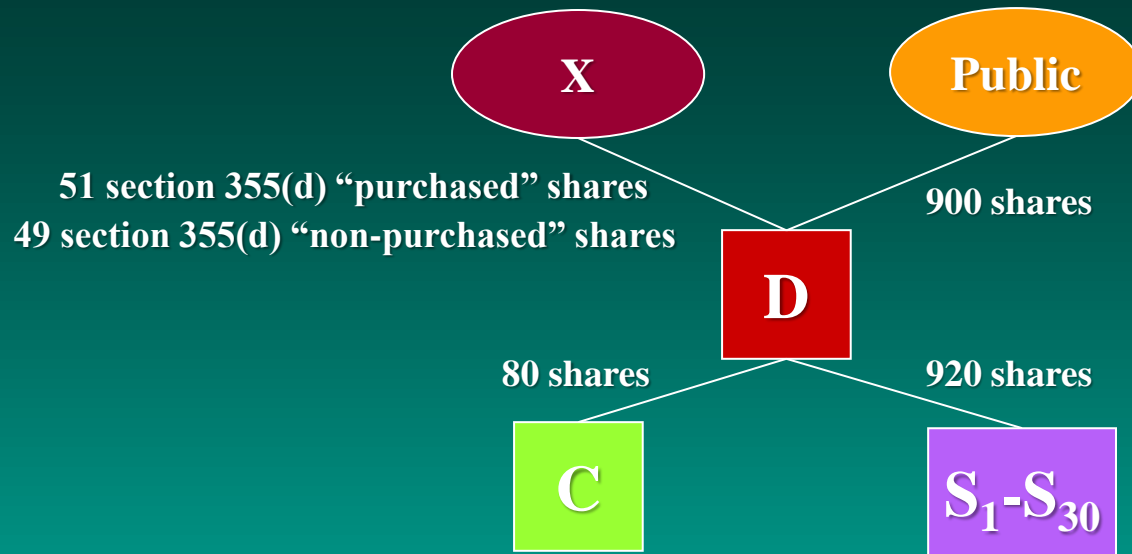 X
Public
51 section 355(d) “purchased” shares
49 section 355(d) “non-purchased” shares
900 shares
D
80 shares
920 shares
C
S₁-S₃₀